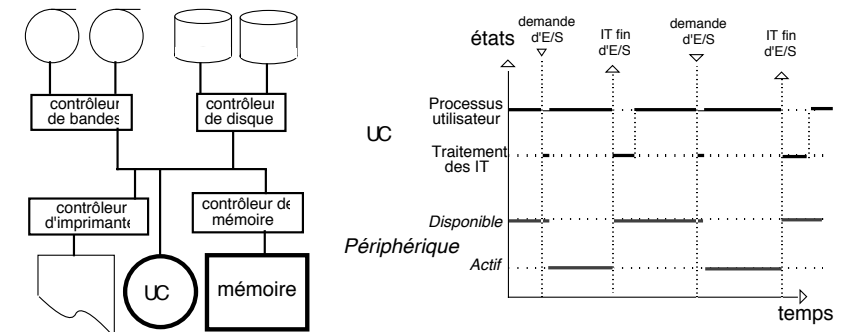 contrôleur
de bandes
contrôleur
de disque
contrôleur
d'imprimante
contrôleur de
mémoire
UC
mémoire
états
demande
d'E/S
IT fin
d'E/S
demande
d'E/S
IT fin
d'E/S
UC
Processus
utilisateur
Traitement
des IT
Périphérique
Disponible
Actif
temps